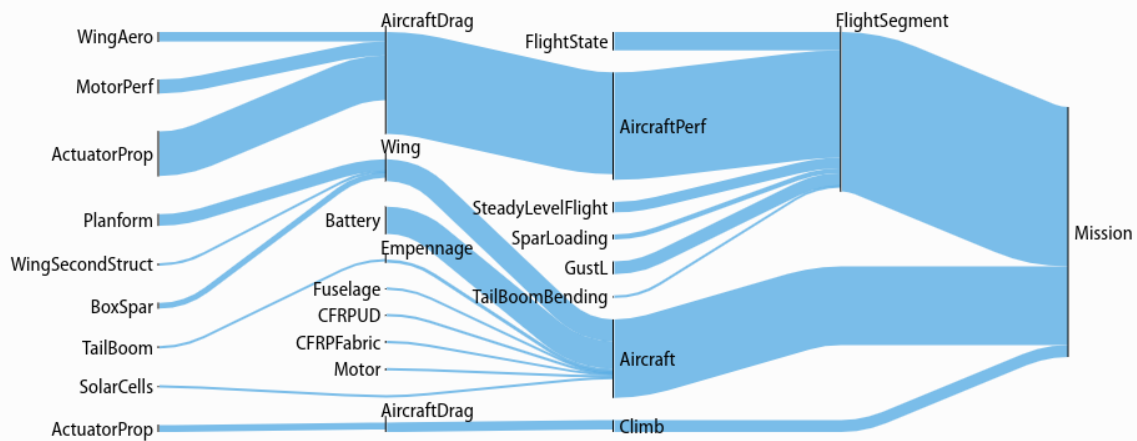 WingAero
MotorPerf
ActuatorProp
Planform
WingSecondStruct
BoxSpar
TailBoom
SolarCells
ActuatorProp
AircraftDrag
Wing
Battery
Empennage
Fuselage
CFRPUD
CFRPFabric
Motor
AircraftDrag
FlightState
AircraftPerf
SteadyLevelFlight
SparLoading
GustL
TailBoomBending
Aircraft
Climb
FlightSegment
Mission